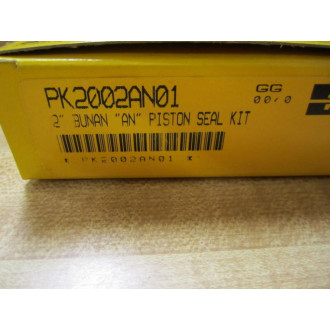 PK2002AN01
GG
00/0
2" BUNAN "AN" PISTON SEAL KIT
* PK2002AN01 *